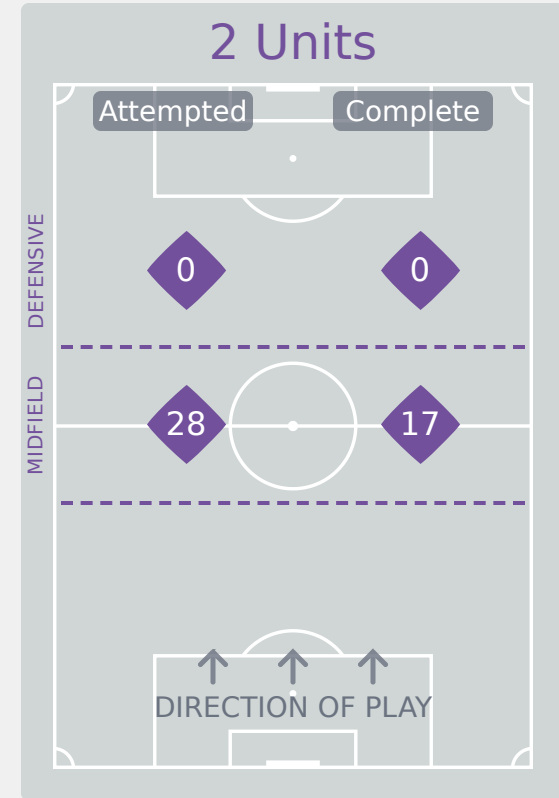 2 Units
Attempted
Complete
DEFENSIVE
0
0
MIDFIELD
28
17
DIRECTION OF PLAY